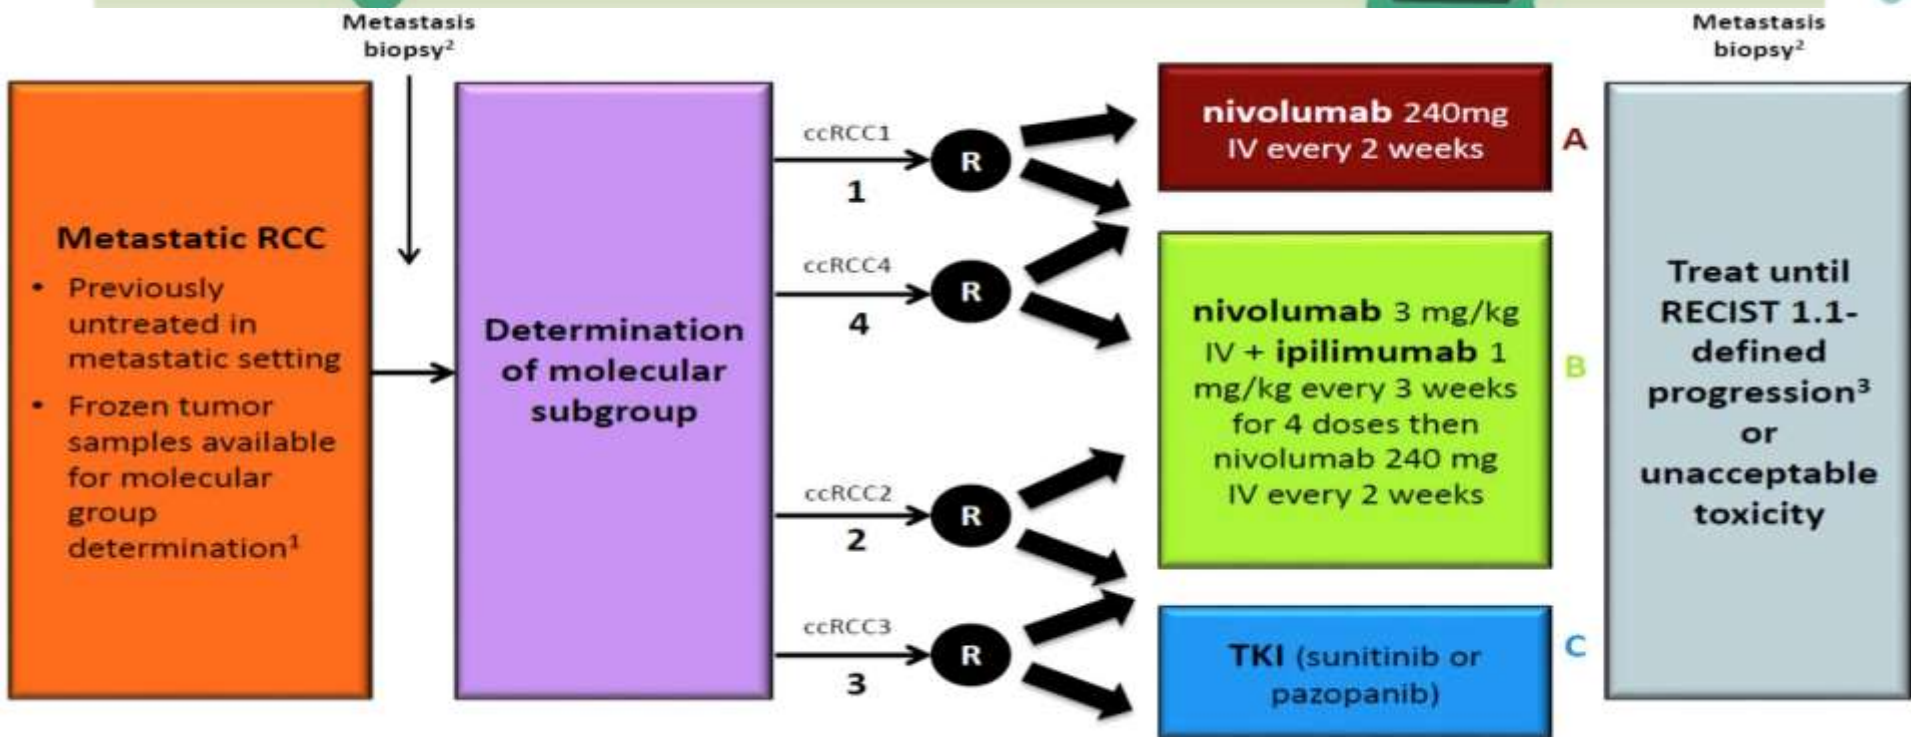 Metastasis
biopsy²
Metastasis
biopsy²
Metastatic RCC
• Previously
untreated in
metastatic setting
• Frozen tumor
samples available
for molecular
group
determination¹
Determination
of molecular
subgroup
ccRCC1
1
R
ccRCC4
4
R
ccRCC2
2
R
ccRCC3
3
R
nivolumab 240mg
IV every 2 weeks
A
nivolumab 3 mg/kg
IV + ipilimumab 1
mg/kg every 3 weeks
for 4 doses then
nivolumab 240 mg
IV every 2 weeks
B
TKI (sunitinib or
pazopanib)
C
Treat until
RECIST 1.1-
defined
progression³
or
unacceptable
toxicity